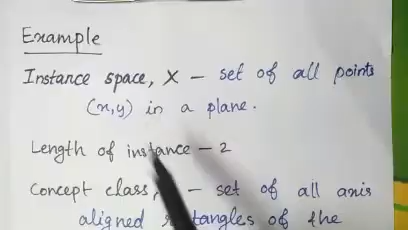 Example
Instance space, X – set of all points
(x,y) in a plane.
Length of instance – 2
Concept class, – set of all axis
aligned of the